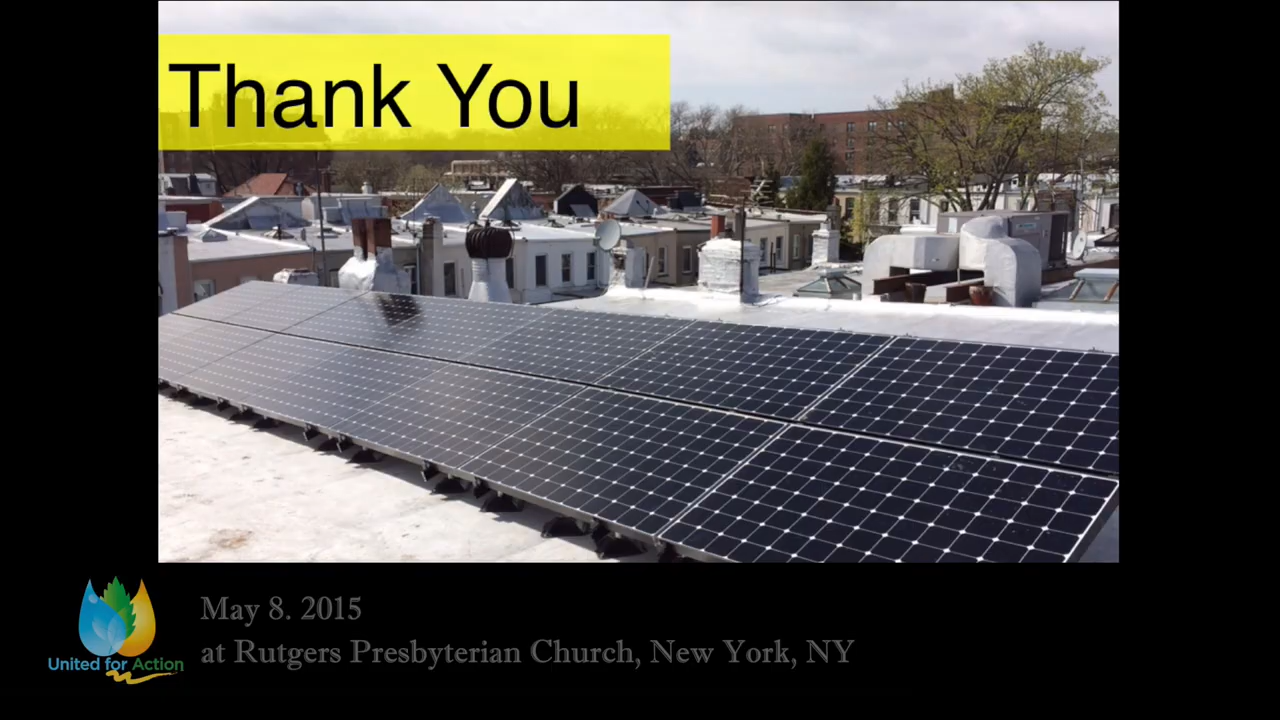 Thank You
May 8. 2015
at Rutgers Presbyterian Church, New York, NY
United for Action